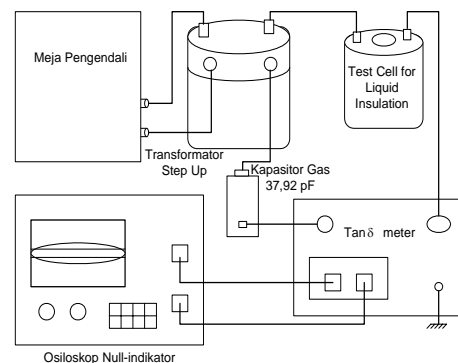 Meja Pengendali
Test Cell for
Liquid
Insulation
Transformator
Step Up
Kapasitor Gas
37,92 pF
Tan δ meter
Osiloskop Null-indikator